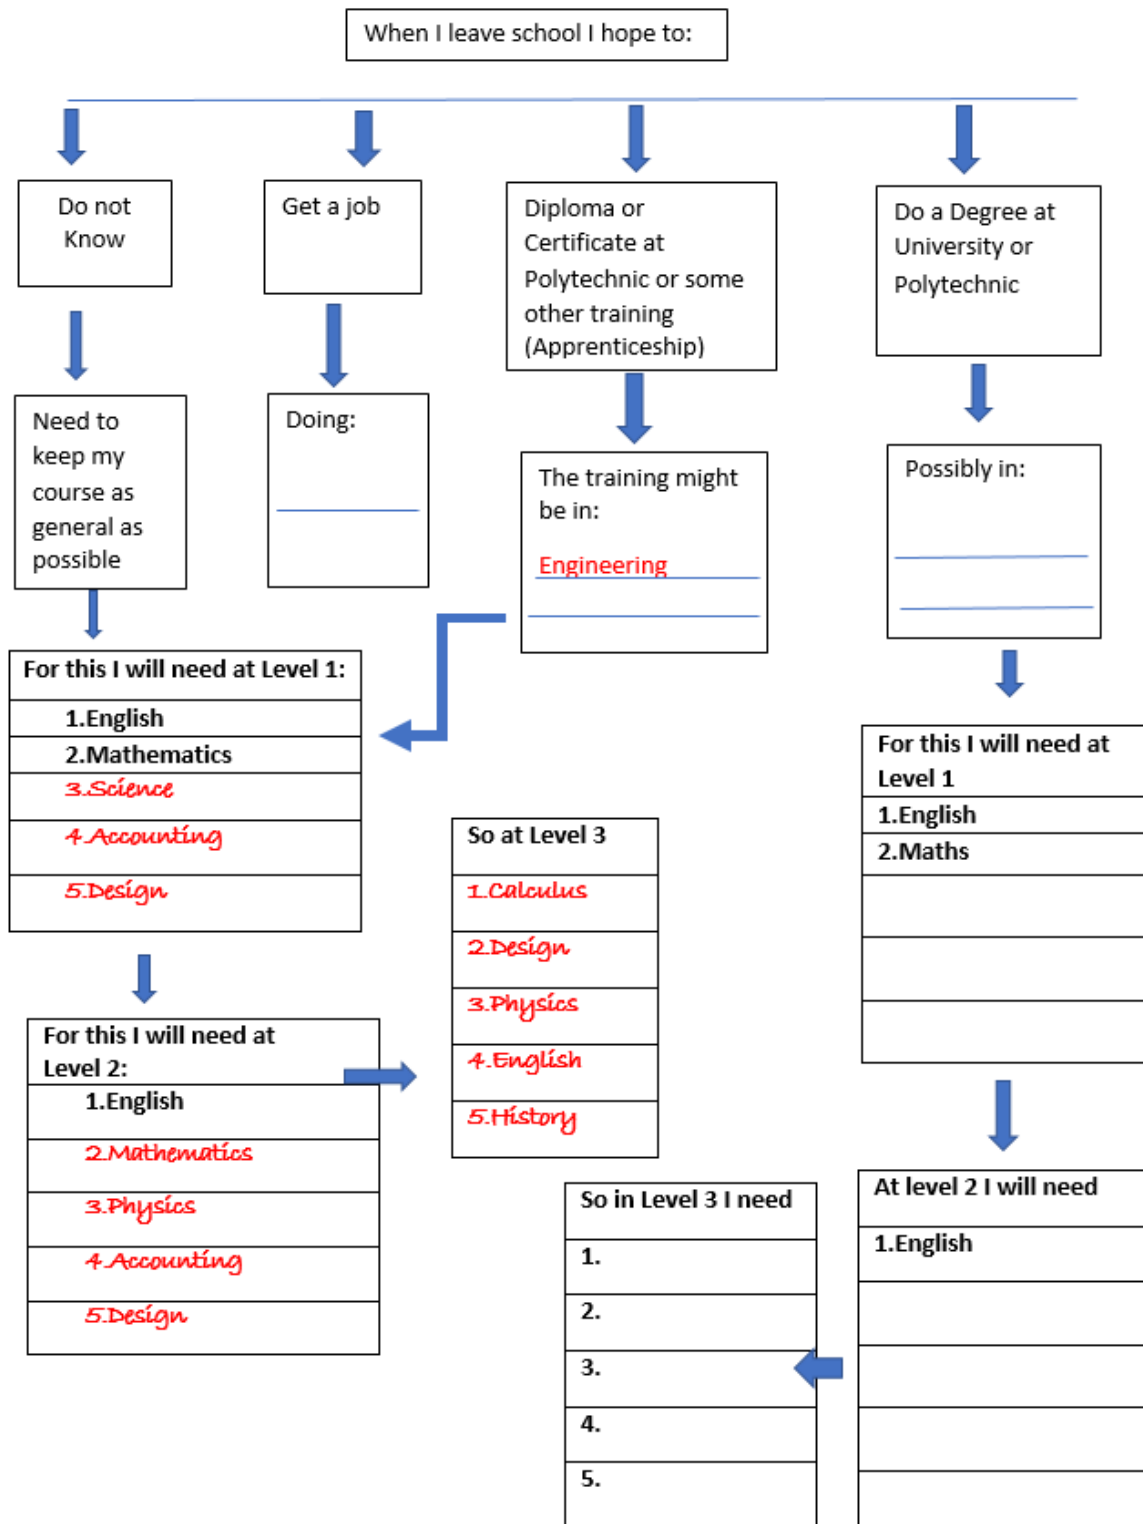 When I leave school I hope to:
Do not
Know
Get a job
Diploma or
Certificate at
Polytechnic or some
other training
(Apprenticeship)
Do a Degree at
University or
Polytechnic
Need to
keep my
course as
general as
possible
Doing:
The training might
be in:
Engineering
Possibly in:
For this I will need at Level 1:
1.English
2.Mathematics
3.Science
4.Accounting
5.Design
For this I will need at
Level 2:
1.English
2.Mathematics
3.Physics
4.Accounting
5.Design
So at Level 3
1.Calculus
2.Design
3.Physics
4.English
5.History
For this I will need at
Level 1
1.English
2.Maths
At level 2 I will need
1.English
So in Level 3 I need
1.
2.
3.
4.
5.